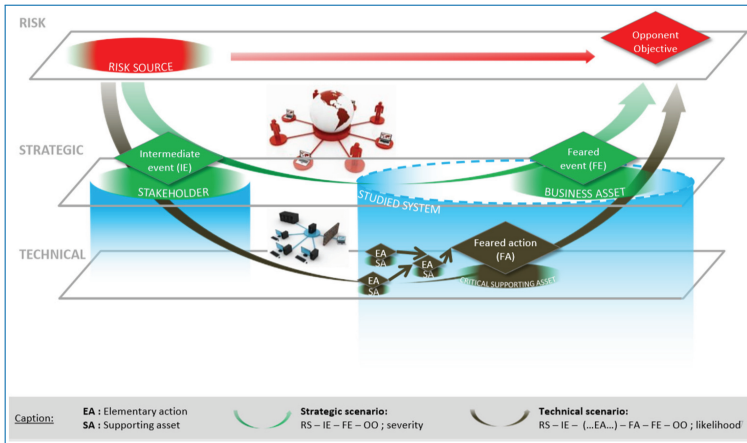 RISK
Opponent
Objective
RISK SOURCE
STRATEGIC
Intermediate
event (IE)
Feared
event (FE)
STAKEHOLDER
STUDIED SYSTEM
BUSINESS ASSET
TECHNICAL
EA
SA
EA
SA
EA
SA
Feared action
(FA)
CRITICAL SUPPORTING ASSET
Caption:
EA : Elementary action
SA : Supporting asset
Strategic scenario:
RS – IE – FE – OO ; severity
Technical scenario:
RS – IE – (...EA...) – FA – FE – OO ; likelihood